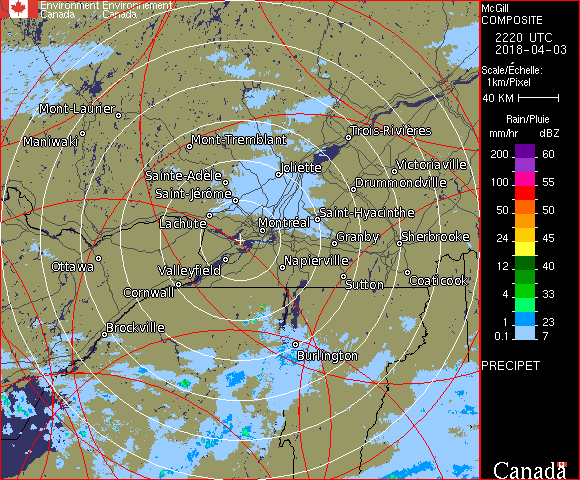 Environment Environnement
Canada Canada
McGill
COMPOSITE
2220 UTC
2018-04-03
Scale/Échelle:
1km/Pixel
40 KM
Rain/Pluie
mm/hr dBZ
200 60
100 55
50 50
24 45
12 40
4 33
1 23
0.1 7
PRECIPET
Canada
Mont-Laurier
Maniwaki
Mont-Tremblant
Trois-Rivières
Sainte-Adèle
Joliette
Victoriaville
Saint-Jérôme
Drummondville
Lachute
Montréal
Saint-Hyacinthe
Granby
Sherbrooke
Ottawa
Valleyfield
Napierville
Cornwall
Sutton
Coaticook
Brockville
Burlington